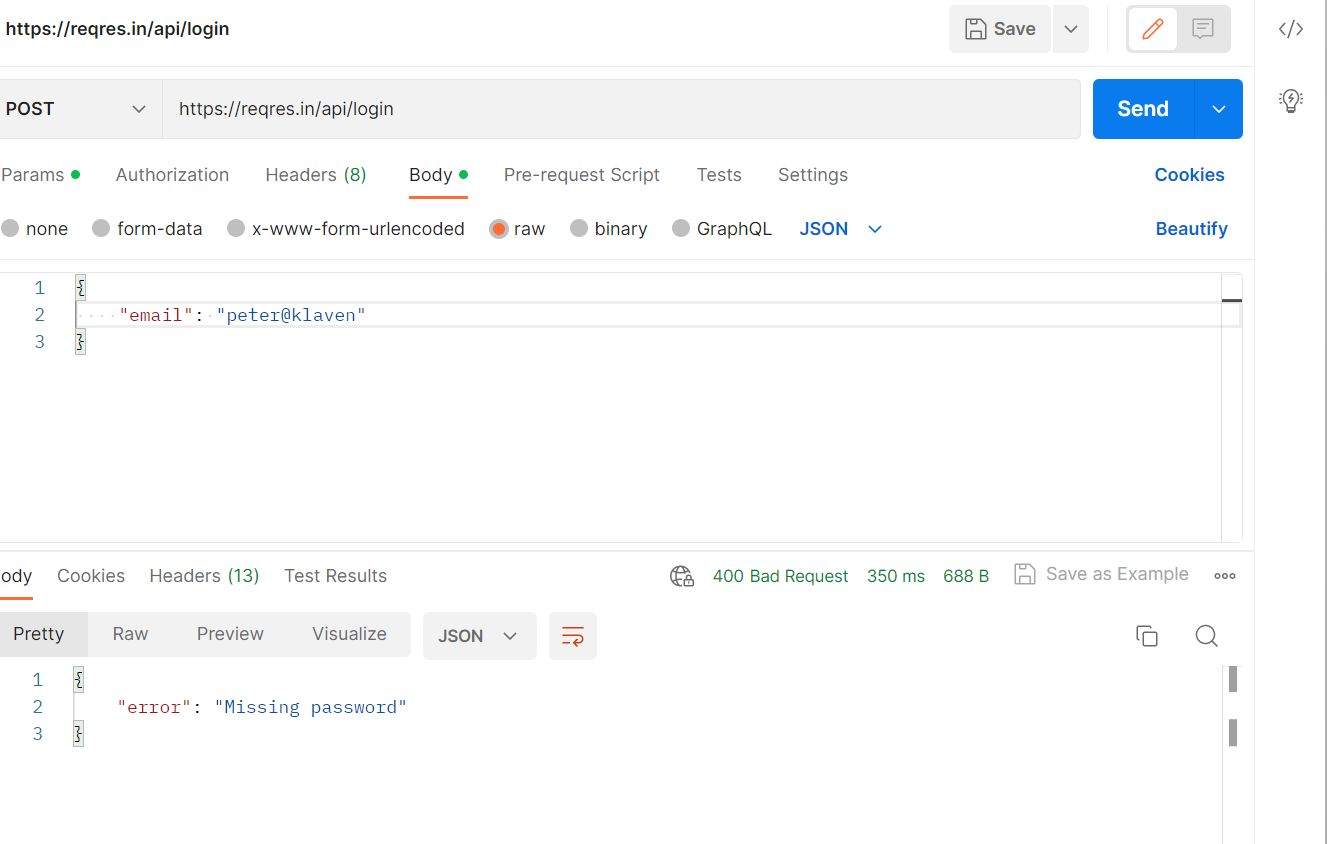 https://reqres.in/api/login
Save
POST
https://reqres.in/api/login
Send
Params
Authorization
Headers (8)
Body
Pre-request Script
Tests
Settings
Cookies
none
form-data
x-www-form-urlencoded
raw
binary
GraphQL
JSON
Beautify
1 {
2 "email": "peter@klaven"
3 }
ody
Cookies
Headers (13)
Test Results
400 Bad Request
350 ms
688 B
Save as Example
Pretty
Raw
Preview
Visualize
JSON
1 {
2 "error": "Missing password"
3 }